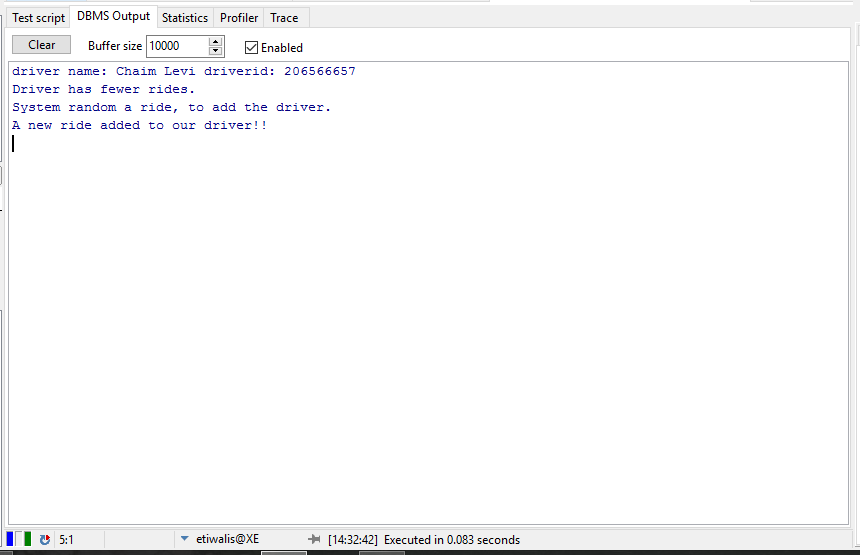 Test script DBMS Output Statistics Profiler Trace
Clear Buffer size 10000 Enabled
driver name: Chaim Levi driverid: 206566657
Driver has fewer rides.
System random a ride, to add the driver.
A new ride added to our driver!!
5:1 etiwalis@XE [14:32:42] Executed in 0.083 seconds